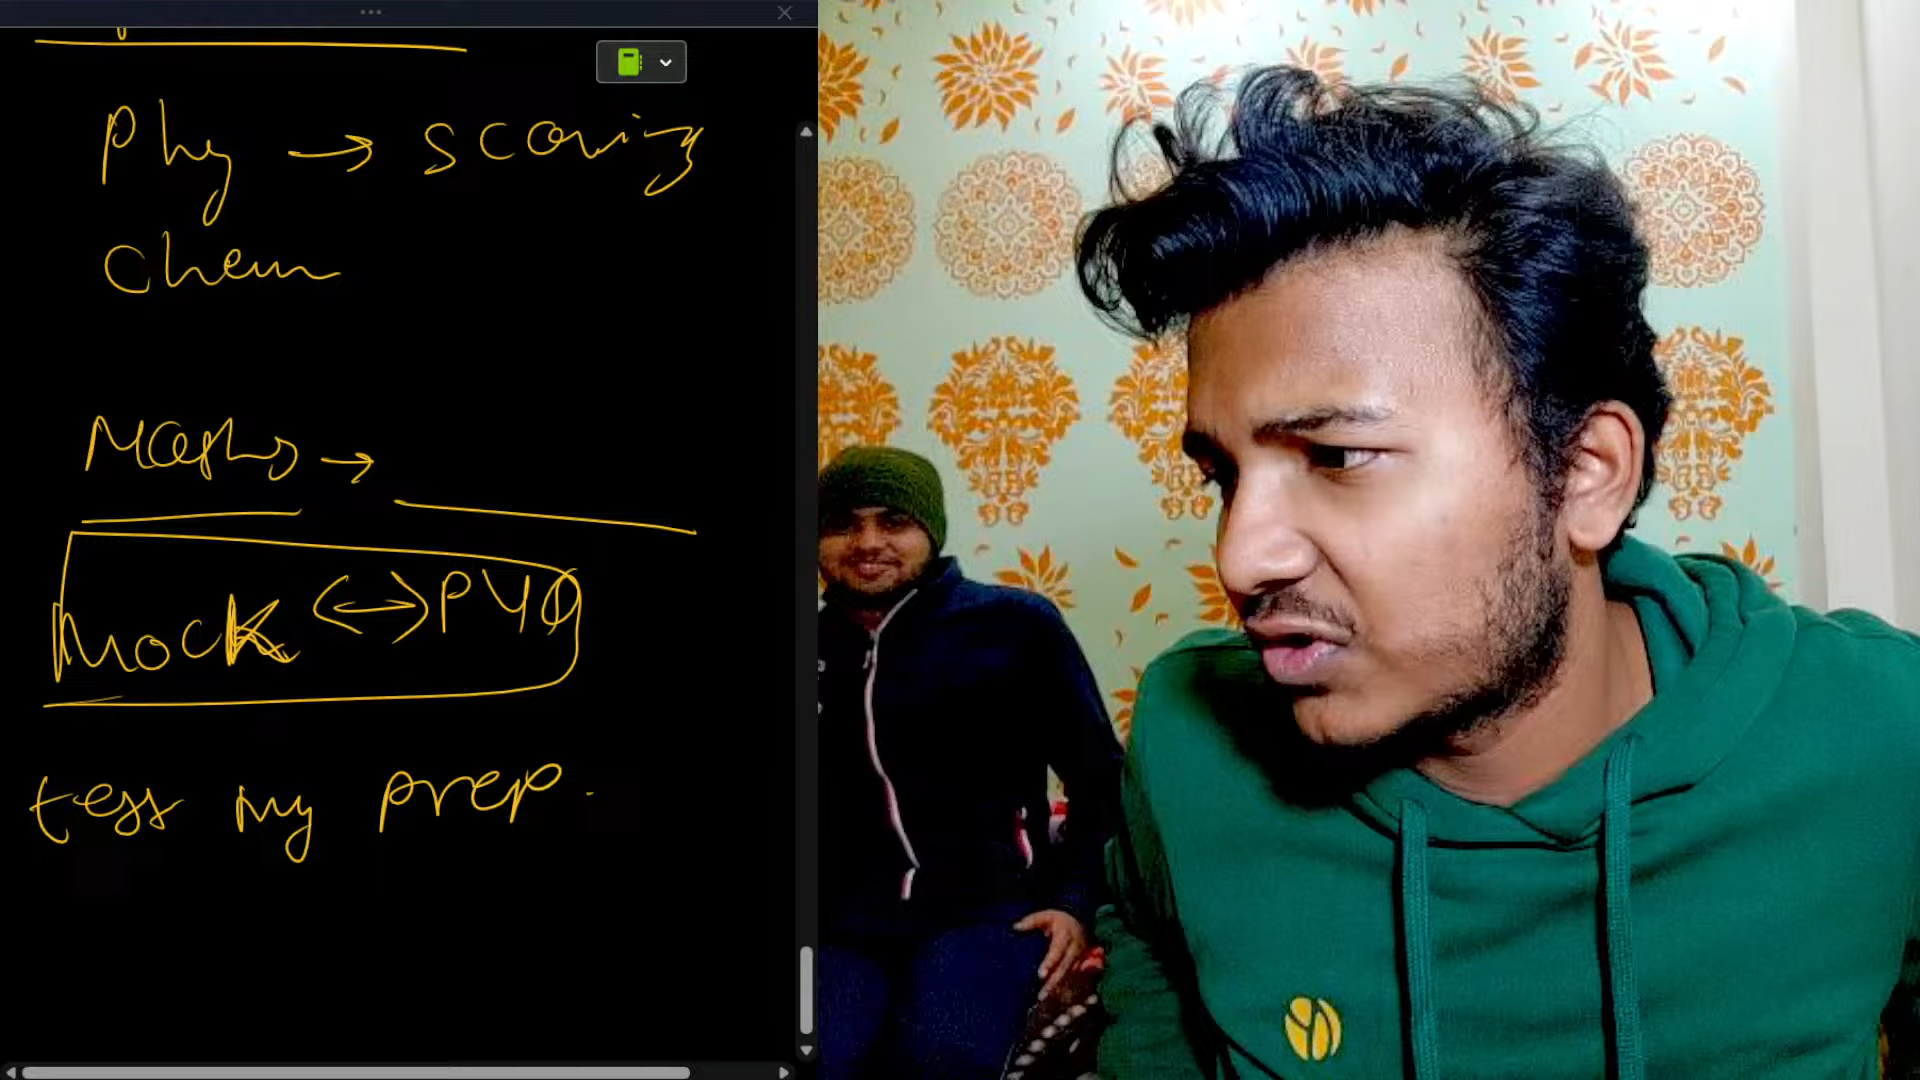 Phy → scoring
Chem
Maths →
Mock <-> PYQ
test my prep.